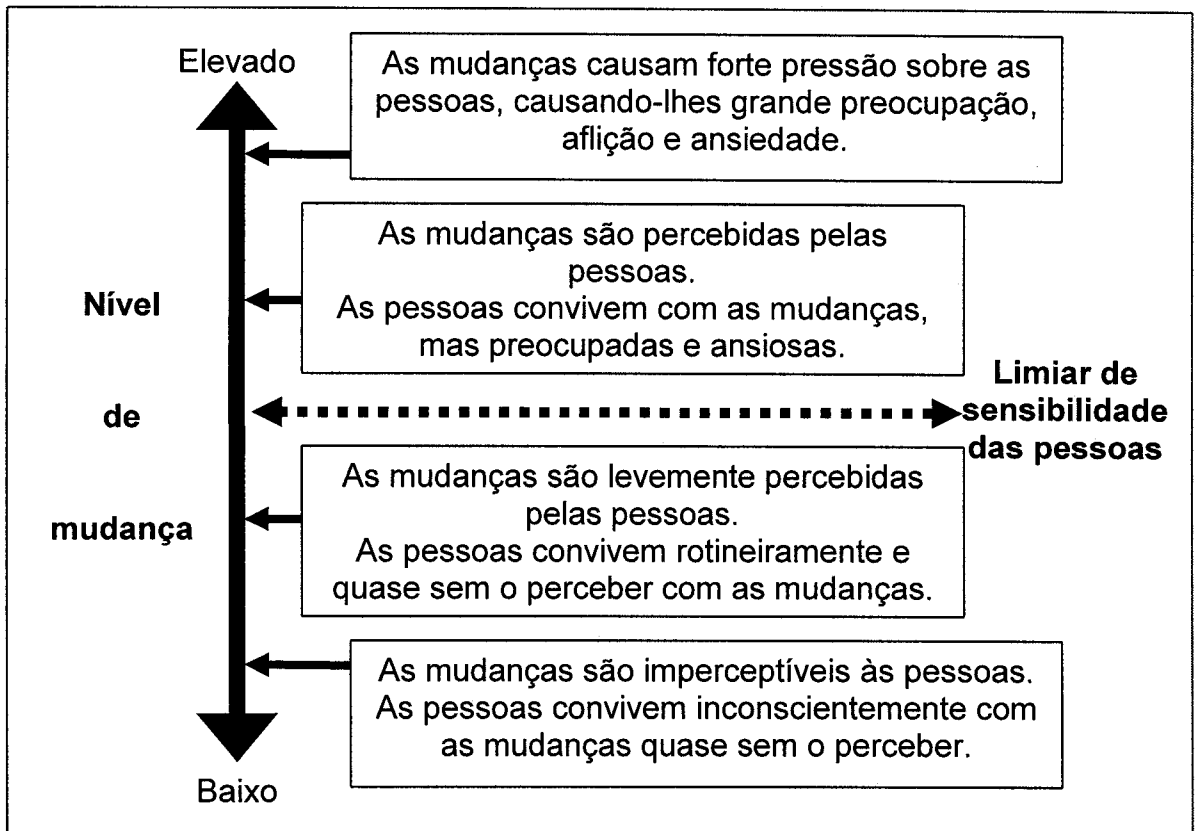 Elevado
As mudanças causam forte pressão sobre as
pessoas, causando-lhes grande preocupação,
aflição e ansiedade.
As mudanças são percebidas pelas
pessoas.
As pessoas convivem com as mudanças,
mas preocupadas e ansiosas.
Nível
de
mudança
Limiar de
sensibilidade
das pessoas
As mudanças são levemente percebidas
pelas pessoas.
As pessoas convivem rotineiramente e
quase sem o perceber com as mudanças.
As mudanças são imperceptíveis às pessoas.
As pessoas convivem inconscientemente com
as mudanças quase sem o perceber.
Baixo